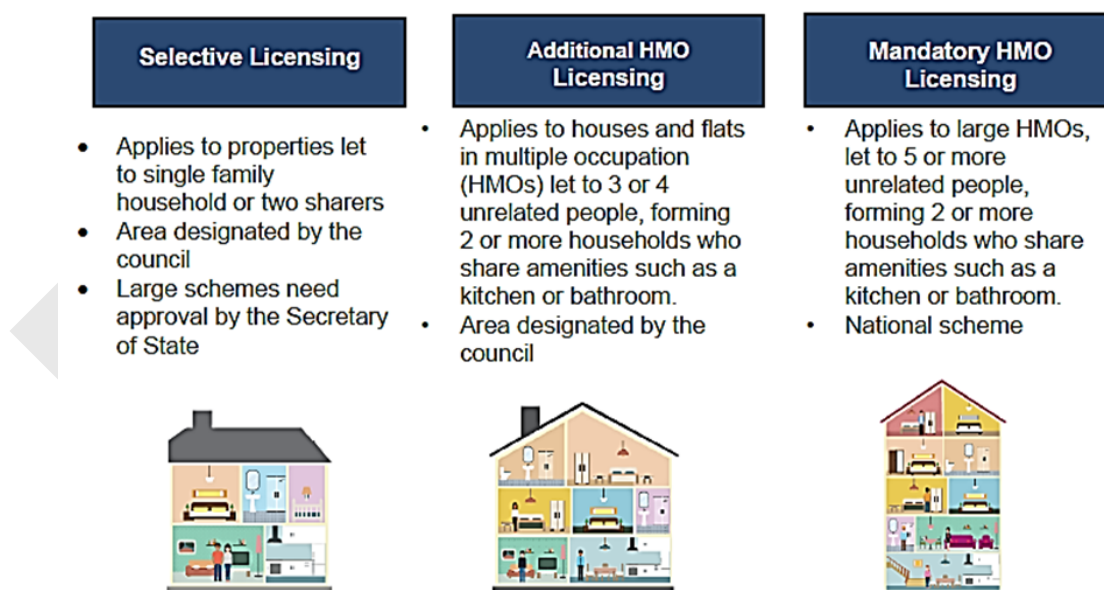 Selective Licensing
• Applies to properties let
to single family
household or two sharers
• Area designated by the
council
• Large schemes need
approval by the Secretary
of State
Additional HMO
Licensing
• Applies to houses and flats
in multiple occupation
(HMOs) let to 3 or 4
unrelated people, forming
2 or more households who
share amenities such as a
kitchen or bathroom.
• Area designated by the
council
Mandatory HMO
Licensing
• Applies to large HMOs,
let to 5 or more
unrelated people,
forming 2 or more
households who share
amenities such as a
kitchen or bathroom.
• National scheme